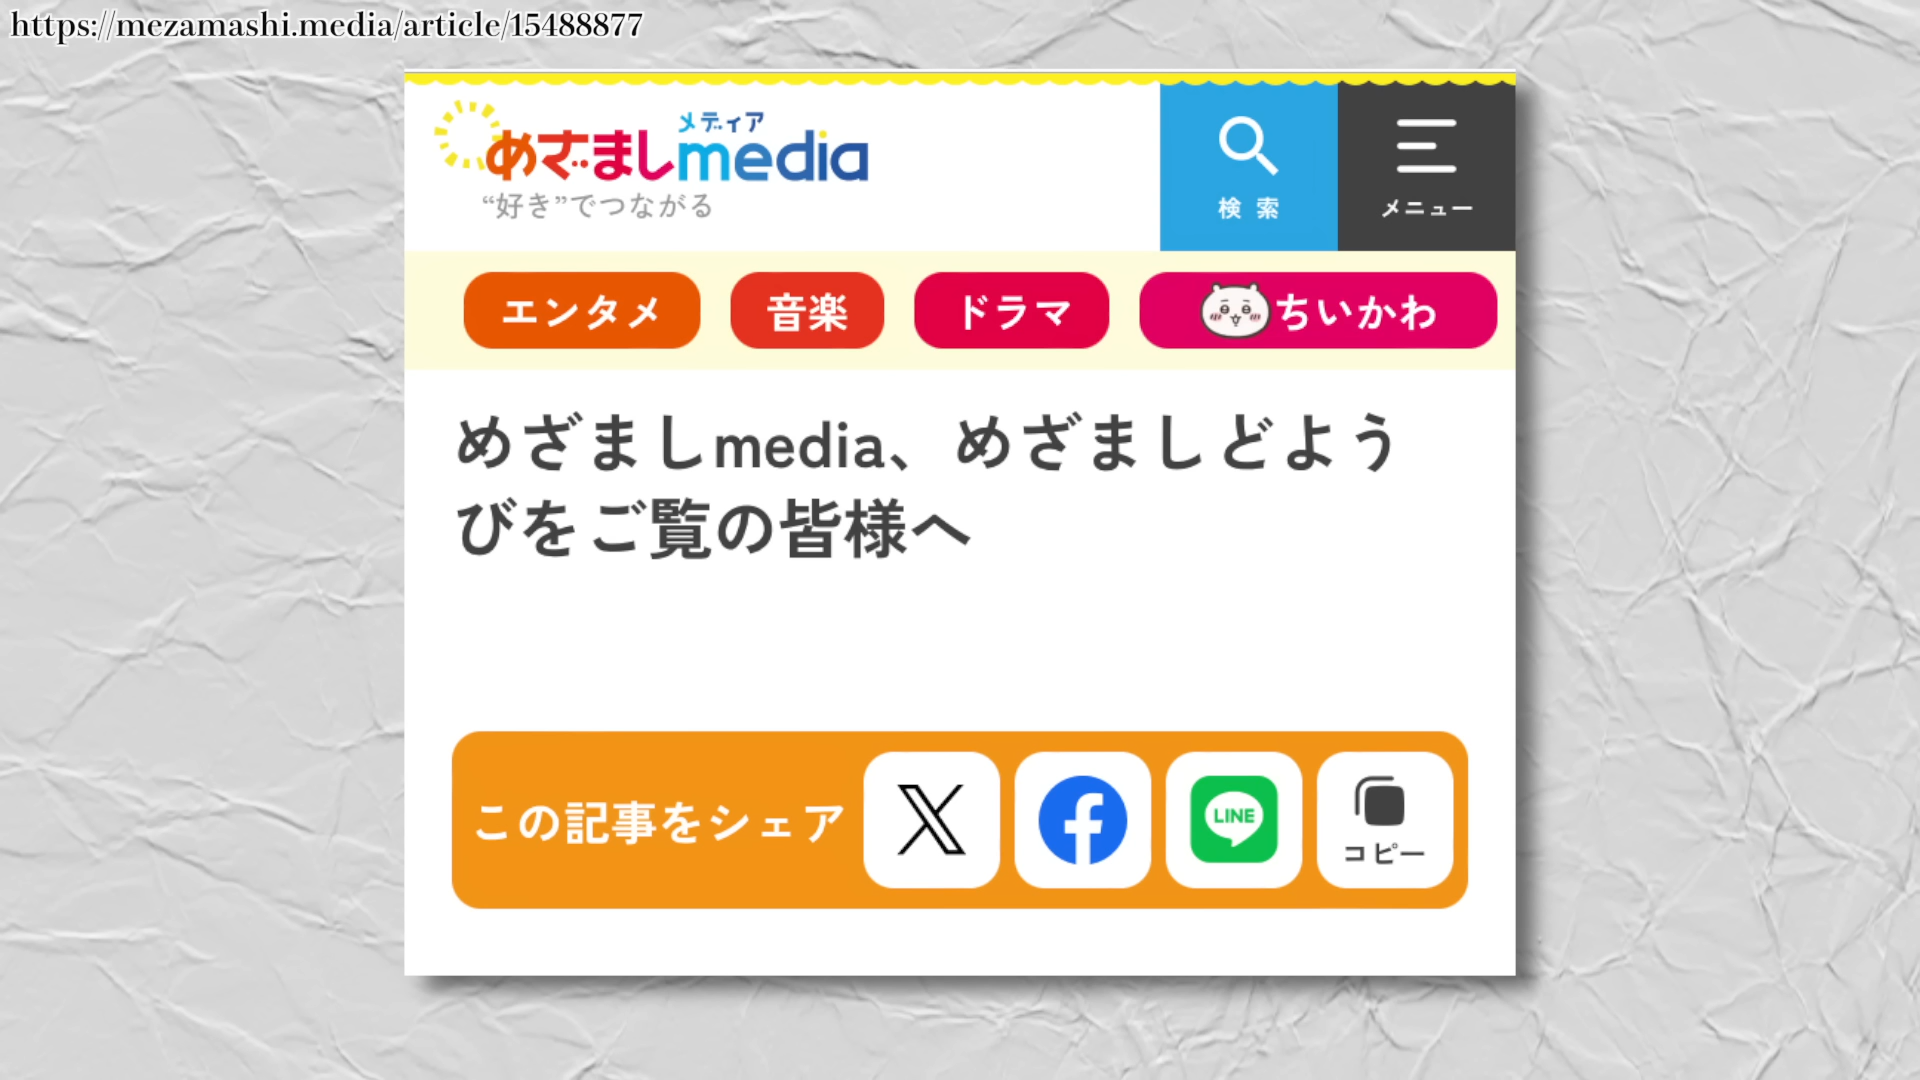 https://mezamashi.media/article/15488877
めざましmedia
メディア
“好き”でつながる
検索
メニュー
エンタメ
音楽
ドラマ
ちいかわ
めざましmedia、めざましどよう
びをご覧の皆様へ
この記事をシェア
LINE
コピー